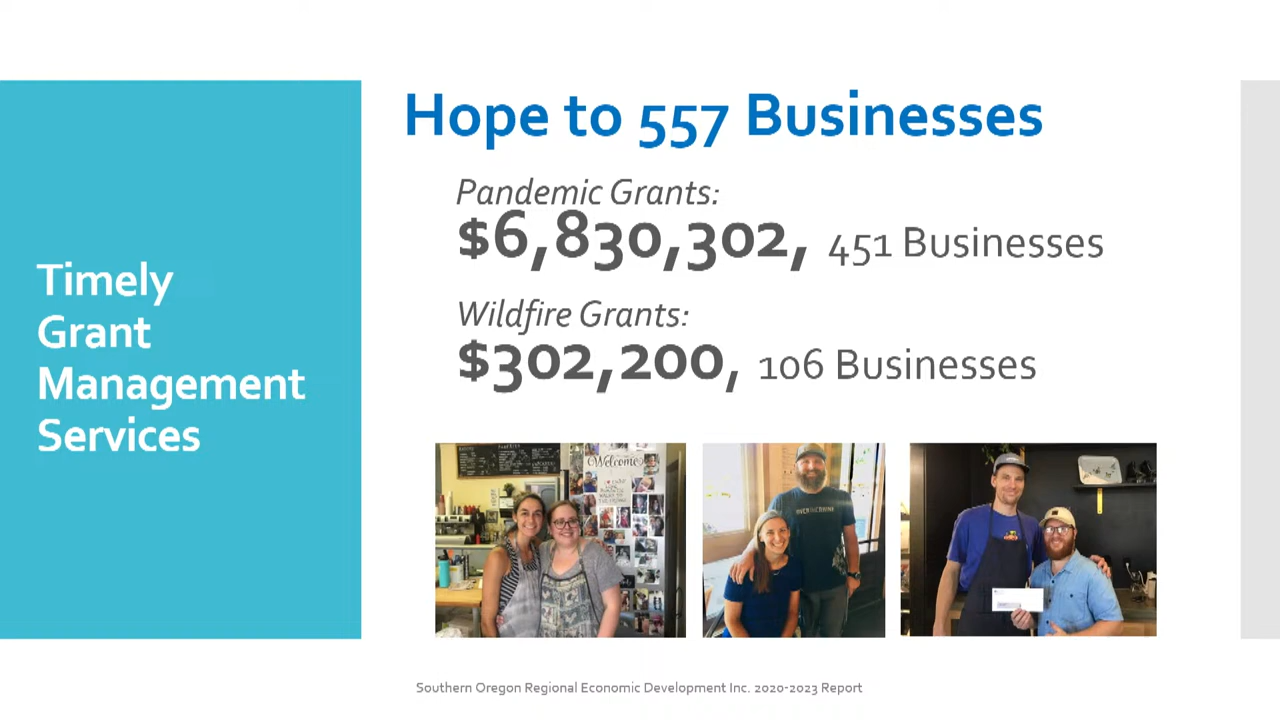 Hope to 557 Businesses
Pandemic Grants:
$6,830,302, 451 Businesses
Wildfire Grants:
$302,200, 106 Businesses
Timely
Grant
Management
Services
Welcome
Southern Oregon Regional Economic Development Inc. 2020-2023 Report